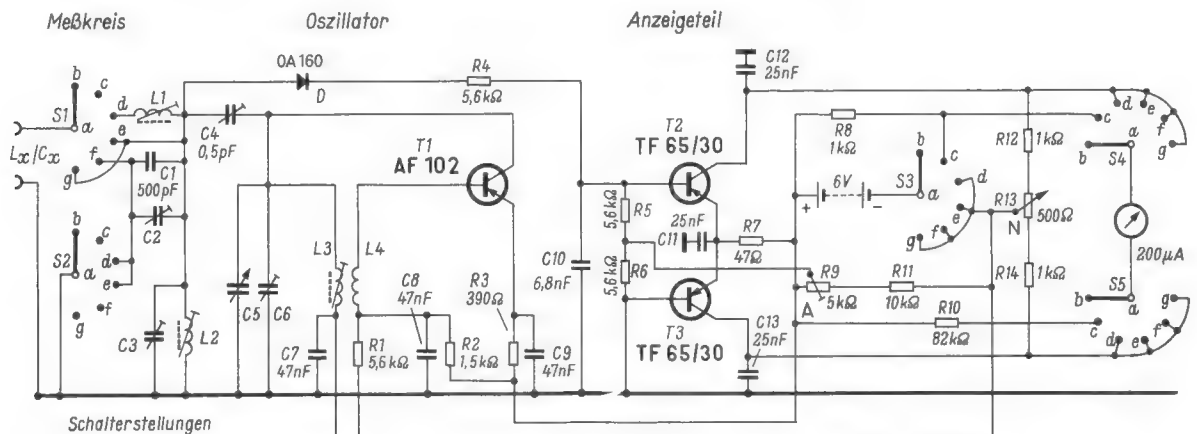 Meßkreis Oszillator Anzeigeteil
S1 b c d e f g a
L1
Lx/Cx
C1 500pF
C2
S2 b c d e f g a
C3
L2
C4 0,5pF
OA160
D
R4 5,6kΩ
T1
AF 102
C5
C6
L3
L4
C7 47nF
R1 5,6kΩ
C8 47nF
R2 1,5kΩ
R3 390Ω
C9 47nF
C10 6,8nF
T2
TF 65/30
R5 5,6kΩ
R6 5,6kΩ
25nF
C11
R7 47Ω
T3
TF 65/30
C12 25nF
C13 25nF
R8 1kΩ
+ 6V −
S3 b c d e f g a
A
R9 5kΩ
R11 10kΩ
R10 82kΩ
N
R12 1kΩ
R13 500Ω
R14 1kΩ
S4 a b c d e f g
200µA
S5 a b c d e f g
Schalterstellungen